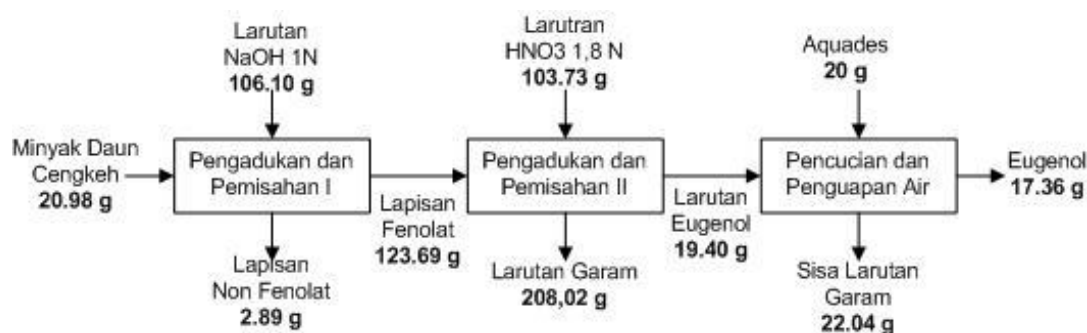 Larutan
NaOH 1N
106.10 g
Larutran
HNO3 1,8 N
103.73 g
Aquades
20 g
Minyak Daun
Cengkeh
20.98 g
Pengadukan dan
Pemisahan I
Lapisan
Fenolat
123.69 g
Pengadukan dan
Pemisahan II
Larutan
Eugenol
19.40 g
Pencucian dan
Penguapan Air
Eugenol
17.36 g
Lapisan
Non Fenolat
2.89 g
Larutan Garam
208,02 g
Sisa Larutan
Garam
22.04 g